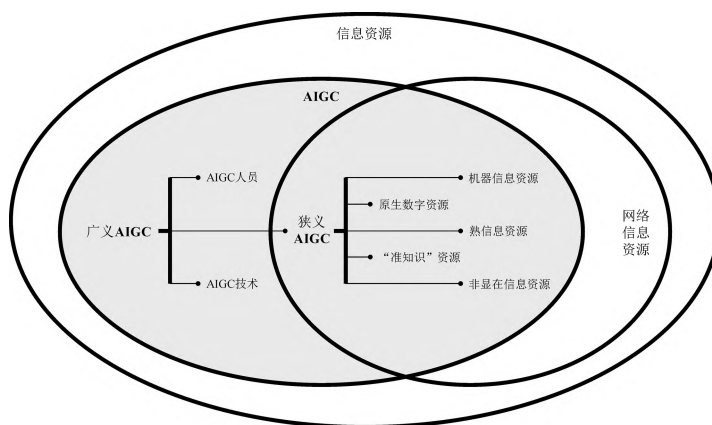 信息资源
AIGC
AIGC人员
机器信息资源
原生数字资源
广义AIGC
狭义
AIGC
熟信息资源
网络
信息
资源
“准知识”资源
AIGC技术
非显在信息资源